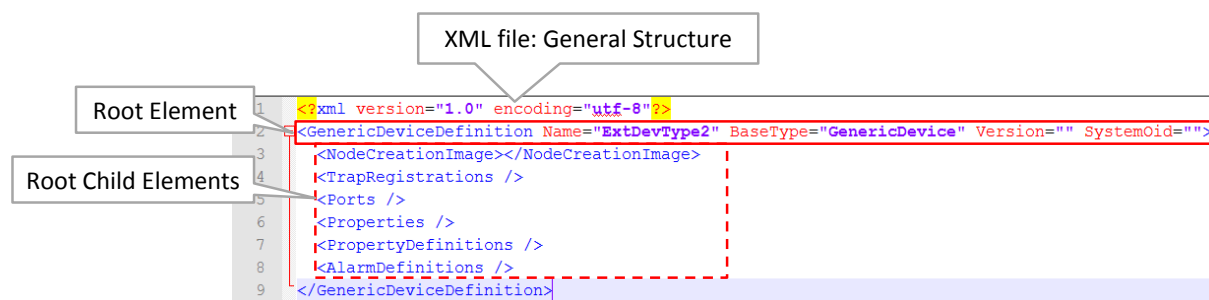 XML file: General Structure
Root Element
1 <?xml version="1.0" encoding="utf-8"?>
2 <GenericDeviceDefinition Name="ExtDevType2" BaseType="GenericDevice" Version="" SystemOid="">
3 <NodeCreationImage></NodeCreationImage>
Root Child Elements
4 <TrapRegistrations />
5 <Ports />
6 <Properties />
7 <PropertyDefinitions />
8 <AlarmDefinitions />
9 </GenericDeviceDefinition>